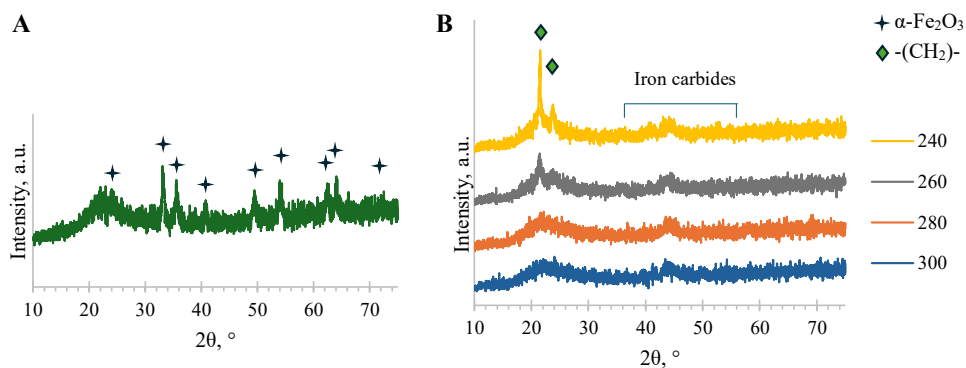 A
Intensity, a.u.
10 20 30 40 50 60 70
2θ, °
B
Iron carbides
Intensity, a.u.
10 20 30 40 50 60 70
2θ, °
α-Fe₂O₃
-(CH₂)-
240
260
280
300